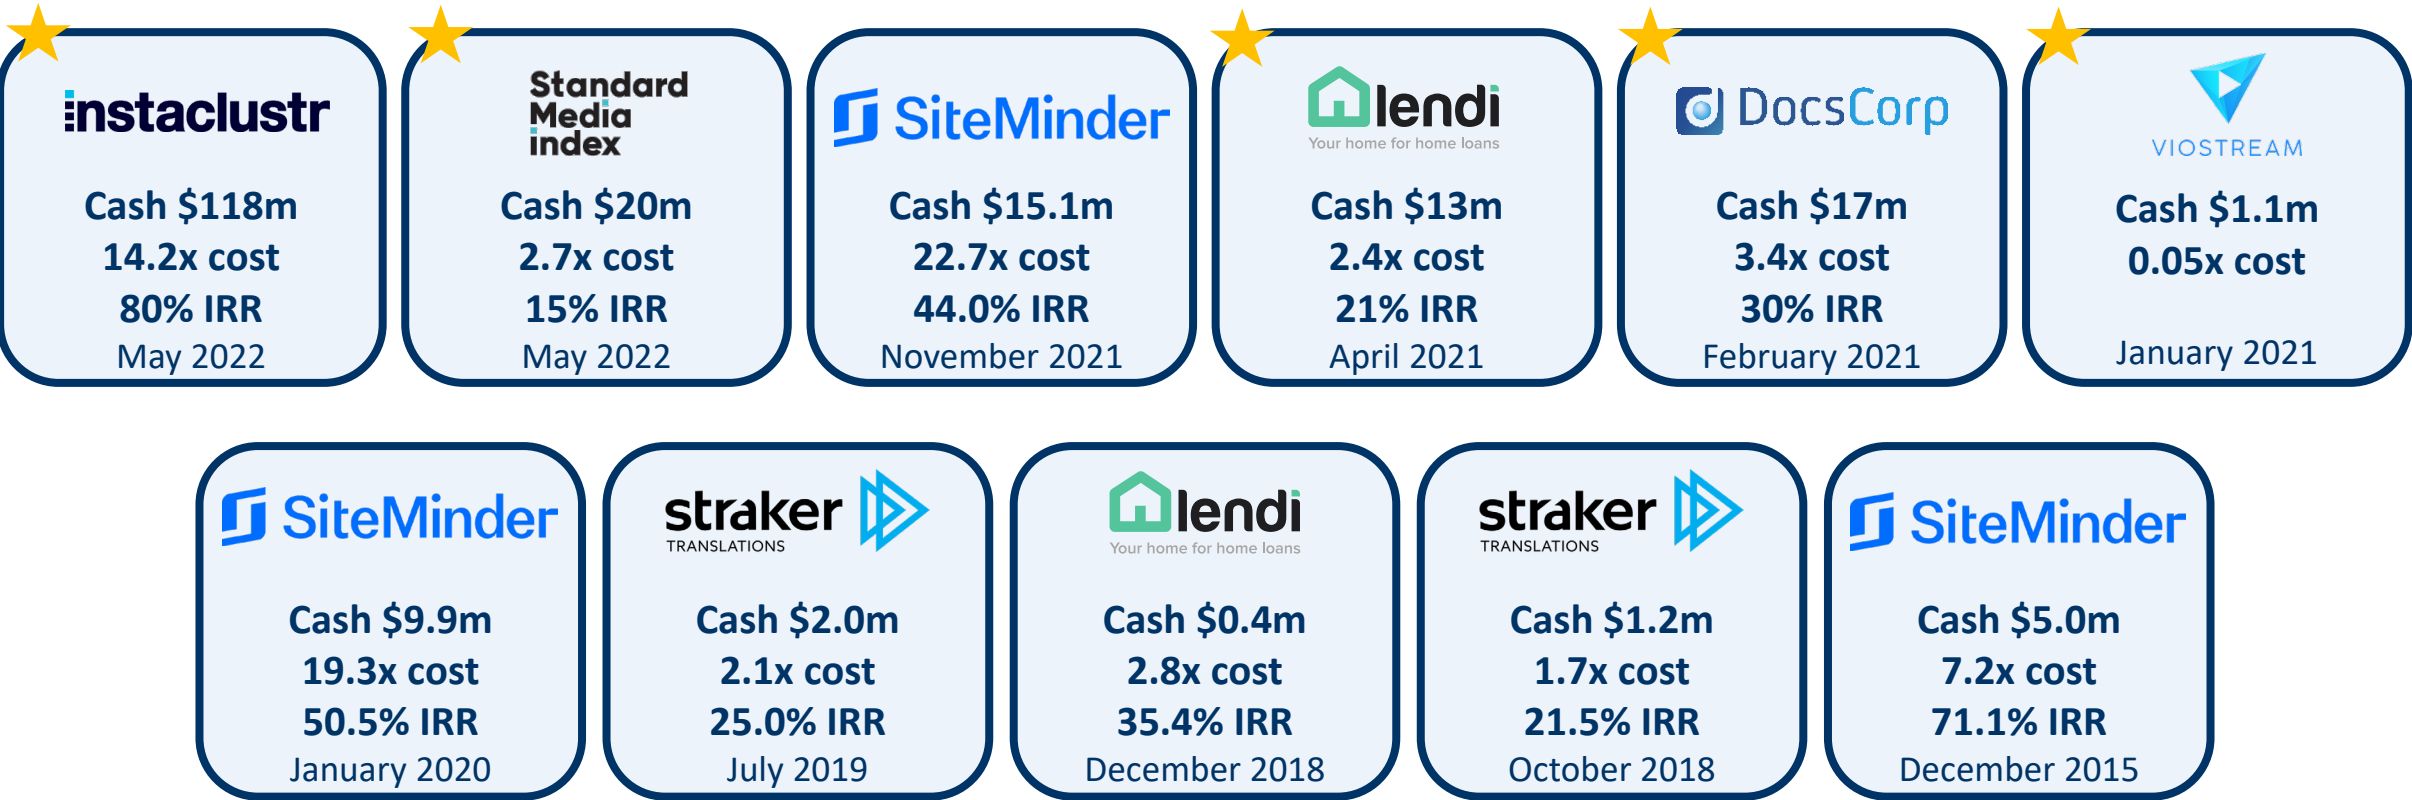 instaclustr
Cash $118m
14.2x cost
80% IRR
May 2022
Standard
Media
index
Cash $20m
2.7x cost
15% IRR
May 2022
SiteMinder
Cash $15.1m
22.7x cost
44.0% IRR
November 2021
lendi
Your home for home loans
Cash $13m
2.4x cost
21% IRR
April 2021
DocsCorp
Cash $17m
3.4x cost
30% IRR
February 2021
VIOSTREAM
Cash $1.1m
0.05x cost
January 2021
SiteMinder
Cash $9.9m
19.3x cost
50.5% IRR
January 2020
straker
TRANSLATIONS
Cash $2.0m
2.1x cost
25.0% IRR
July 2019
lendi
Your home for home loans
Cash $0.4m
2.8x cost
35.4% IRR
December 2018
straker
TRANSLATIONS
Cash $1.2m
1.7x cost
21.5% IRR
October 2018
SiteMinder
Cash $5.0m
7.2x cost
71.1% IRR
December 2015